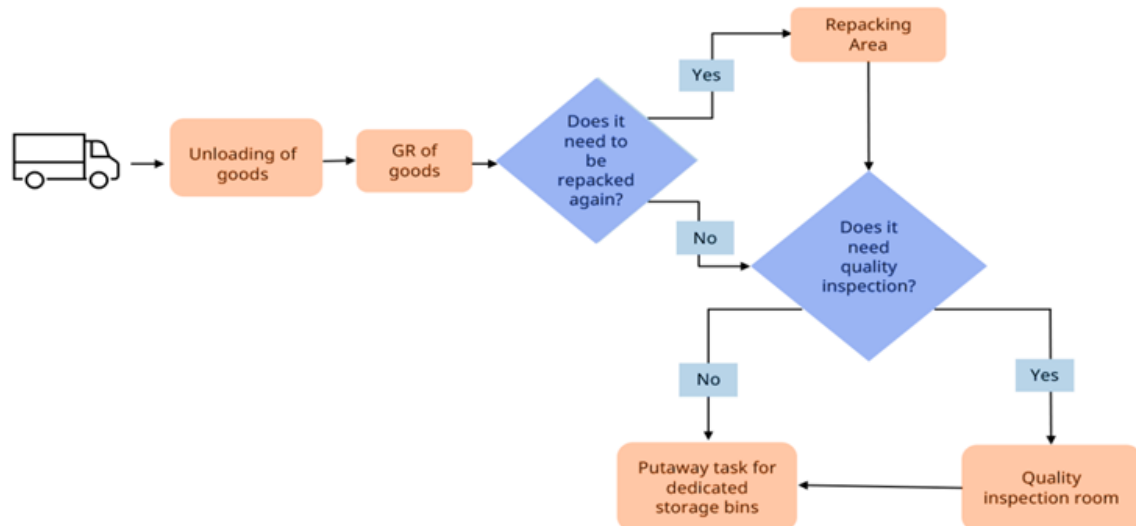 Repacking
Area
Yes
Does it
need to
be
repacked
again?
Unloading of
goods
GR of
goods
No
Does it
need
quality
inspection?
No
Yes
Putaway task for
dedicated
storage bins
Quality
inspection room